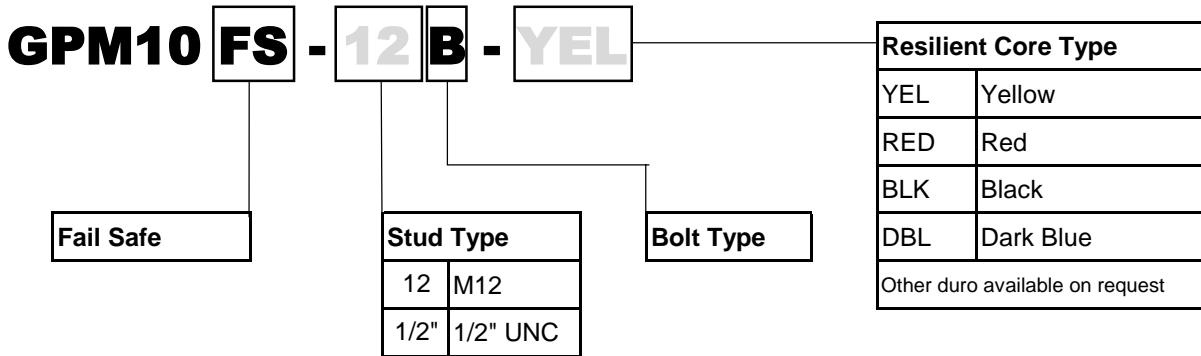 GPM10 FS - 12 B - YEL
Resilient Core Type
YEL Yellow
RED Red
BLK Black
DBL Dark Blue
Other duro available on request
Fail Safe
Stud Type
12 M12
1/2" 1/2" UNC
Bolt Type